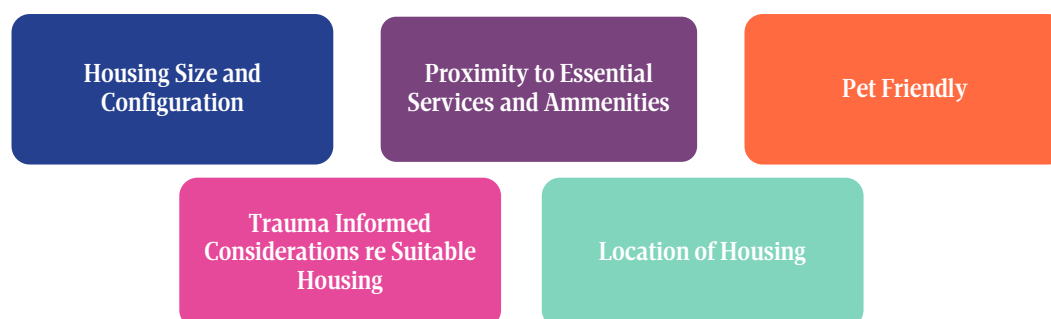 Housing Size and
Configuration
Proximity to Essential
Services and Ammenities
Pet Friendly
Trauma Informed
Considerations re Suitable
Housing
Location of Housing